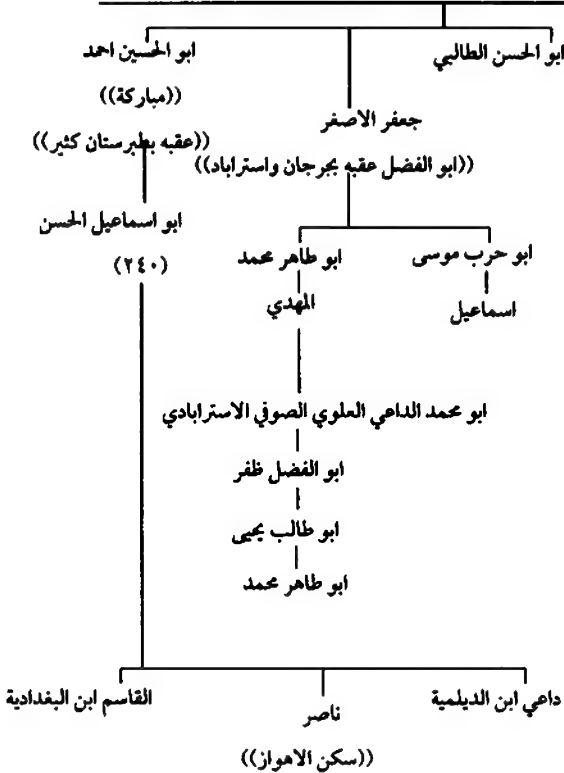 ابو الحسن الطالبي
ابو الحسين احمد
((مباركة))
((عقبه بطبرستان كثير))
جعفر الاصغر
((ابو الفضل عقبه بجرجان واستراباد))
ابو اسماعيل الحسن
(٢٤٠)
ابو حرب موسى
ابو طاهر محمد
اسماعيل
المهدي
ابو محمد الداعي العلوي الصوفي الاسترابادي
ابو الفضل ظفر
ابو طالب يحيى
ابو طاهر محمد
داعي ابن الديلمية
ناصر
((سكن الاهواز))
القاسم ابن البغدادية